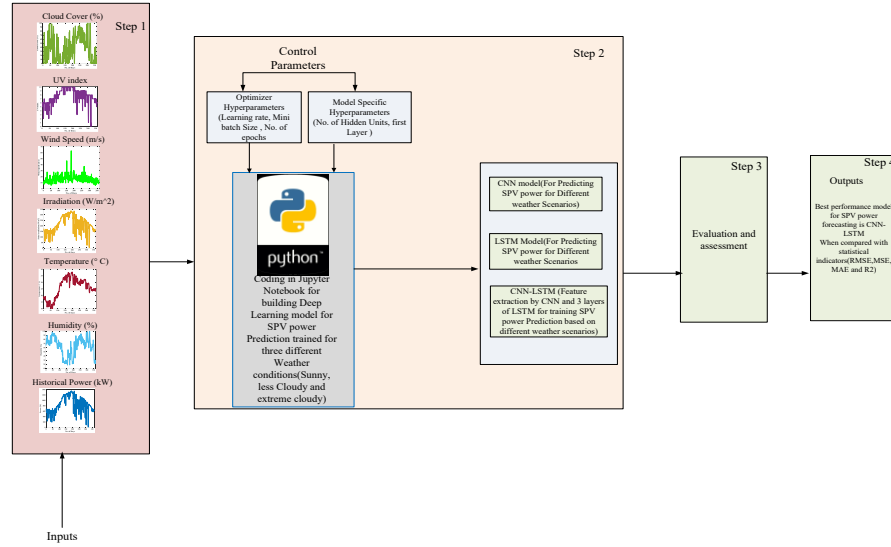 Step 1
Cloud Cover (%)
UV index
Wind Speed (m/s)
Irradiation (W/m^2)
Temperature (° C)
Humidity (%)
Historical Power (kW)
Inputs
Step 2
Control
Parameters
Optimizer
Hyperparameters
(Learning rate, Mini
batch Size , No. of
epochs
Model Specific
Hyperparameters
(No. of Hidden Units, first
Layer )
python™
Coding in Jupyter
Notebook for
building Deep
Learning model for
SPV power
Prediction trained for
three different
Weather
conditions(Sunny,
less Cloudy and
extreme cloudy)
CNN model(For Predicting
SPV power for Different
weather Scenarios)
LSTM Model(For Predicting
SPV power for Different
weather Scenarios
CNN-LSTM (Feature
extraction by CNN and 3 layers
of LSTM for training SPV
power Prediction based on
different weather scenarios)
Step 3
Evaluation and
assessment
Step 4
Outputs
Best performance model
for SPV power
forecasting is CNN-
LSTM
When compared with
statistical
indicators(RMSE,MSE,
MAE and R2)